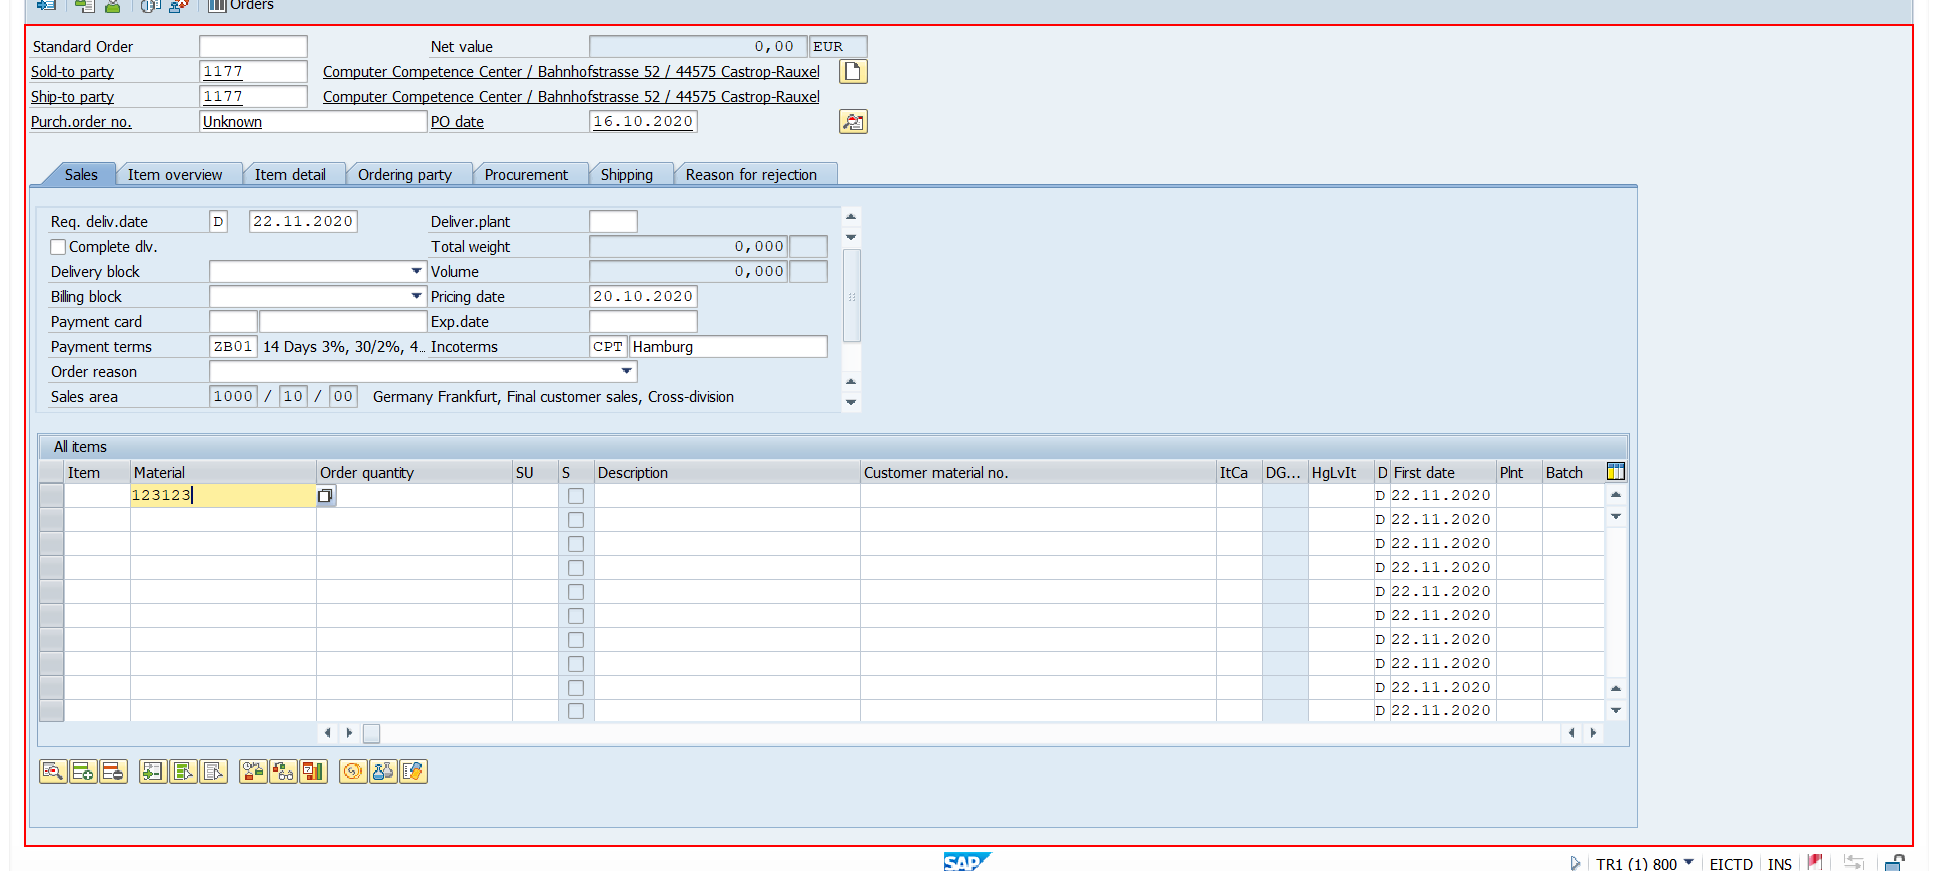 Orders
Standard Order Net value 0,00 EUR
Sold-to party 1177 Computer Competence Center / Bahnhofstrasse 52 / 44575 Castrop-Rauxel
Ship-to party 1177 Computer Competence Center / Bahnhofstrasse 52 / 44575 Castrop-Rauxel
Purch.order no. Unknown PO date 16.10.2020
Sales Item overview Item detail Ordering party Procurement Shipping Reason for rejection
Req. deliv.date D 22.11.2020 Deliver.plant
Complete dlv. Total weight 0,000
Delivery block Volume 0,000
Billing block Pricing date 20.10.2020
Payment card Exp.date
Payment terms ZB01 14 Days 3%, 30/2%, 4... Incoterms CPT Hamburg
Order reason
Sales area 1000 / 10 / 00 Germany Frankfurt, Final customer sales, Cross-division
All items
Item Material Order quantity SU S Description Customer material no. ItCa DG... HgLvIt D First date Plnt Batch
123123 D 22.11.2020
D 22.11.2020
D 22.11.2020
D 22.11.2020
D 22.11.2020
D 22.11.2020
D 22.11.2020
D 22.11.2020
D 22.11.2020
D 22.11.2020
SAP TR1 (1) 800 EICTD INS